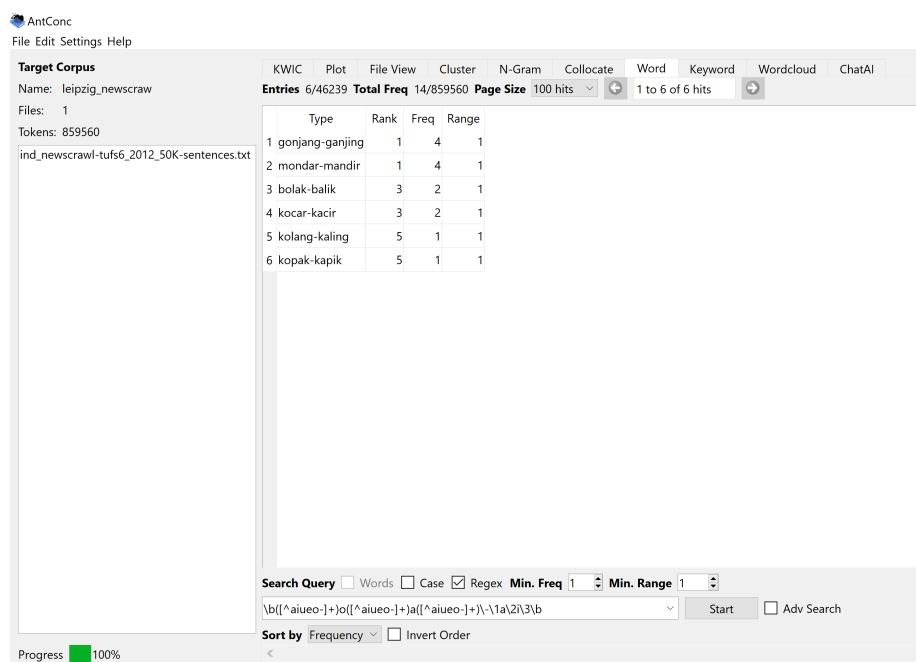 AntConc
File Edit Settings Help
Target Corpus
Name: leipzig_newscraw
Files: 1
Tokens: 859560
ind_newscrawl-tufs6_2012_50K-sentences.txt
Progress 100%
KWIC Plot File View Cluster N-Gram Collocate Word Keyword Wordcloud ChatAI
Entries 6/46239 Total Freq 14/859560 Page Size 100 hits 1 to 6 of 6 hits
Type Rank Freq Range
1 gonjang-ganjing 1 4 1
2 mondar-mandir 1 4 1
3 bolak-balik 3 2 1
4 kocar-kacir 3 2 1
5 kolang-kaling 5 1 1
6 kopak-kapik 5 1 1
Search Query Words Case Regex Min. Freq 1 Min. Range 1
\b([^aiueo-]+)o([^aiueo-]+)a([^aiueo-]+)\-\1a\2i\3\b
Start Adv Search
Sort by Frequency Invert Order